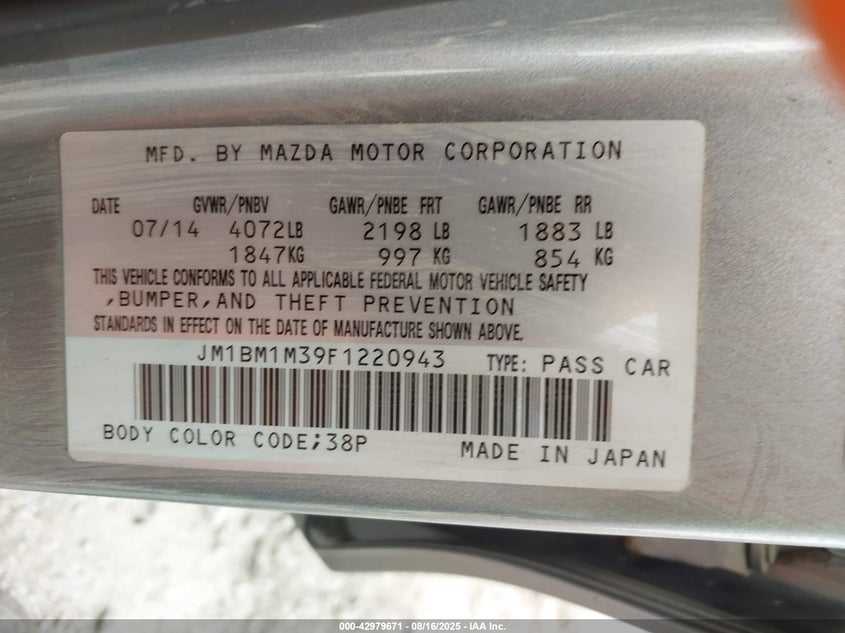 MFD. BY MAZDA MOTOR CORPORATION
DATE GVWR/PNBV GAWR/PNBE FRT GAWR/PNBE RR
07/14 4072LB 2198 LB 1883 LB
1847KG 997 KG 854 KG
THIS VEHICLE CONFORMS TO ALL APPLICABLE FEDERAL MOTOR VEHICLE SAFETY
,BUMPER,AND THEFT PREVENTION
STANDARDS IN EFFECT ON THE DATE OF MANUFACTURE SHOWN ABOVE.
JM1BM1M39F1220943 TYPE: PASS CAR
BODY COLOR CODE;38P MADE IN JAPAN
000-42979671 - 08/16/2025 - IAA Inc.